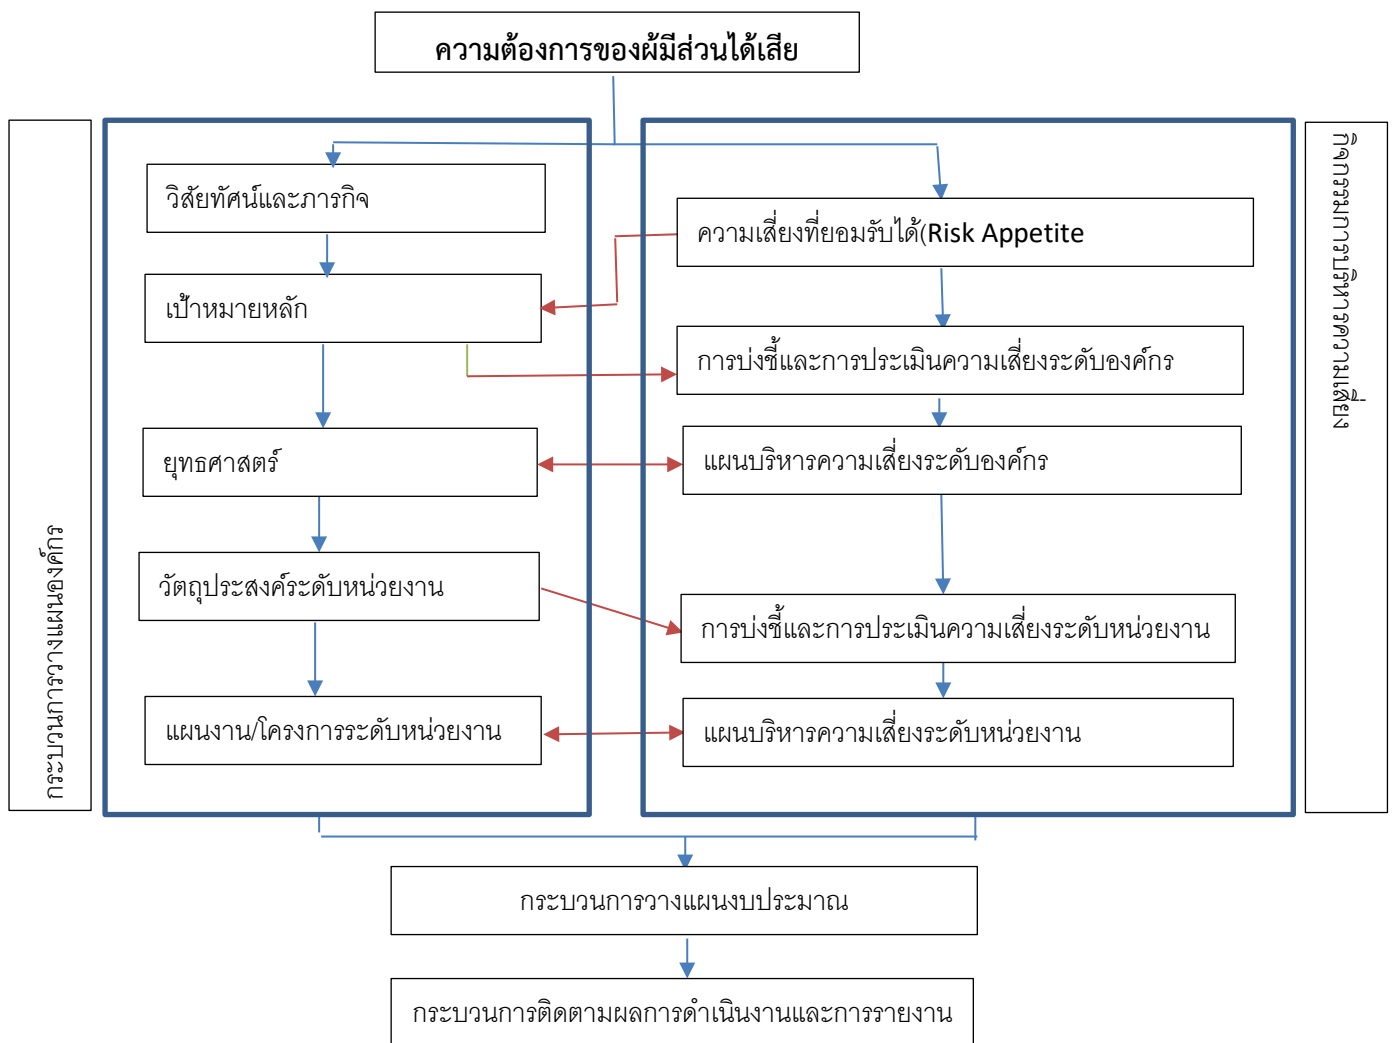 ความต้องการของผ้มีส่วนได้เสีย
กระบวนการวางแผนองค์กร
วิสัยทัศน์และภารกิจ
เป้าหมายหลัก
ยุทธศาสตร์
วัตถุประสงค์ระดับหน่วยงาน
แผนงาน/โครงการระดับหน่วยงาน
ความเสี่ยงที่ยอมรับได้(Risk Appetite
การบ่งชี้และการประเมินความเสี่ยงระดับองค์กร
แผนบริหารความเสี่ยงระดับองค์กร
การบ่งชี้และการประเมินความเสี่ยงระดับหน่วยงาน
แผนบริหารความเสี่ยงระดับหน่วยงาน
กิจกรรมการบริหารความเสี่ยง
กระบวนการวางแผนงบประมาณ
กระบวนการติดตามผลการดำเนินงานและการรายงาน